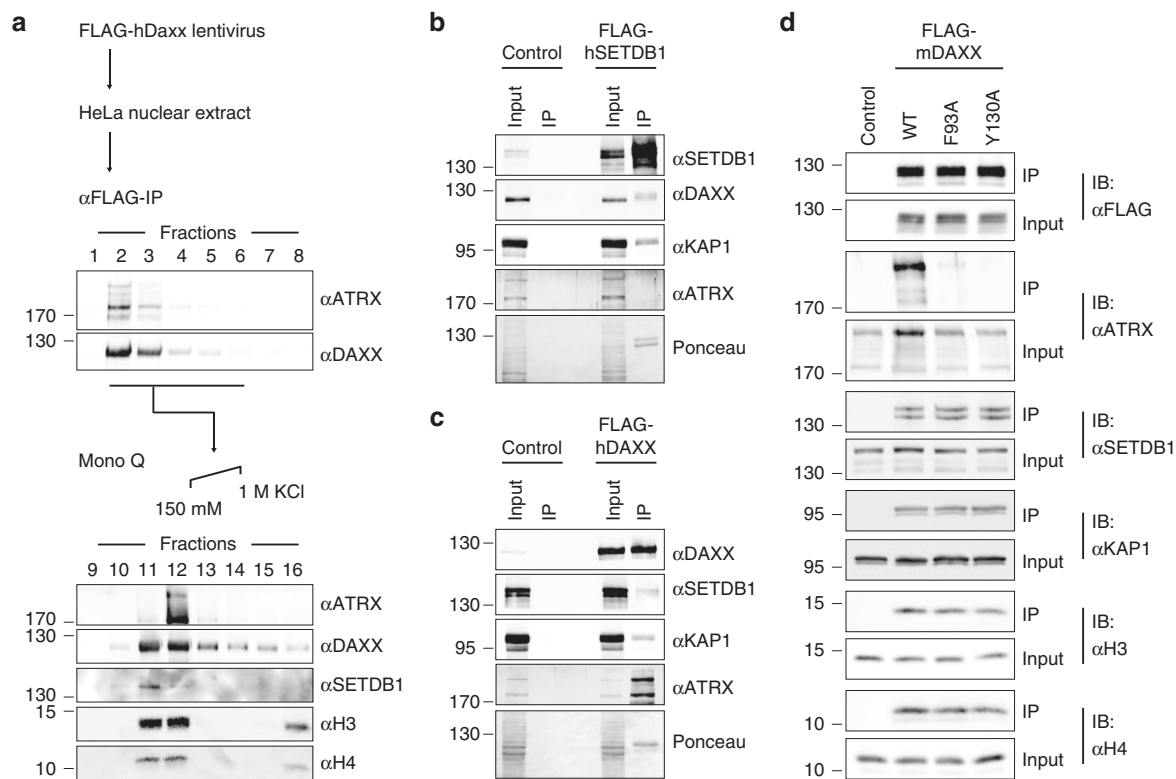 a
FLAG-hDaxx lentivirus
HeLa nuclear extract
αFLAG-IP
Fractions
1 2 3 4 5 6 7 8
170
αATRX
130
αDAXX
Mono Q
150 mM
1 M KCl
Fractions
9 10 11 12 13 14 15 16
170
αATRX
130
αDAXX
130
αSETDB1
15
αH3
10
αH4
b
Control
FLAG-
hSETDB1
Input IP Input IP
130
αSETDB1
130
αDAXX
95
αKAP1
170
αATRX
130
Ponceau
c
Control
FLAG-
hDAXX
Input IP Input IP
130
αDAXX
130
αSETDB1
95
αKAP1
170
αATRX
130
Ponceau
d
FLAG-
mDAXX
Control WT F93A Y130A
130
IP
130
Input
IB:
αFLAG
170
IP
170
Input
IB:
αATRX
130
IP
130
Input
IB:
αSETDB1
95
IP
95
Input
IB:
αKAP1
15
IP
15
Input
IB:
αH3
10
IP
10
Input
IB:
αH4